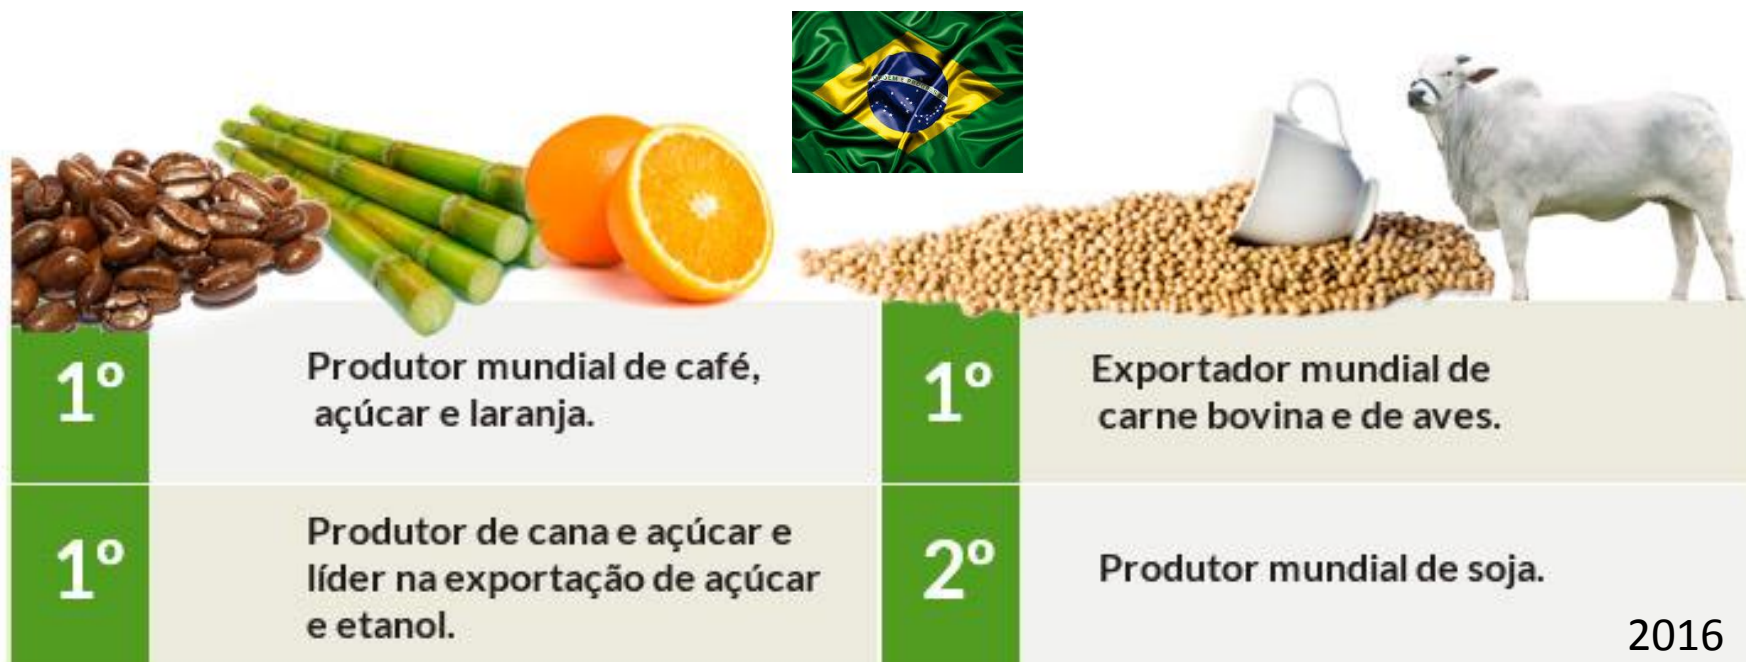 1º
Produtor mundial de café,
açúcar e laranja.
1º
Exportador mundial de
carne bovina e de aves.
1º
Produtor de cana e açúcar e
líder na exportação de açúcar
e etanol.
2º
Produtor mundial de soja.
2016